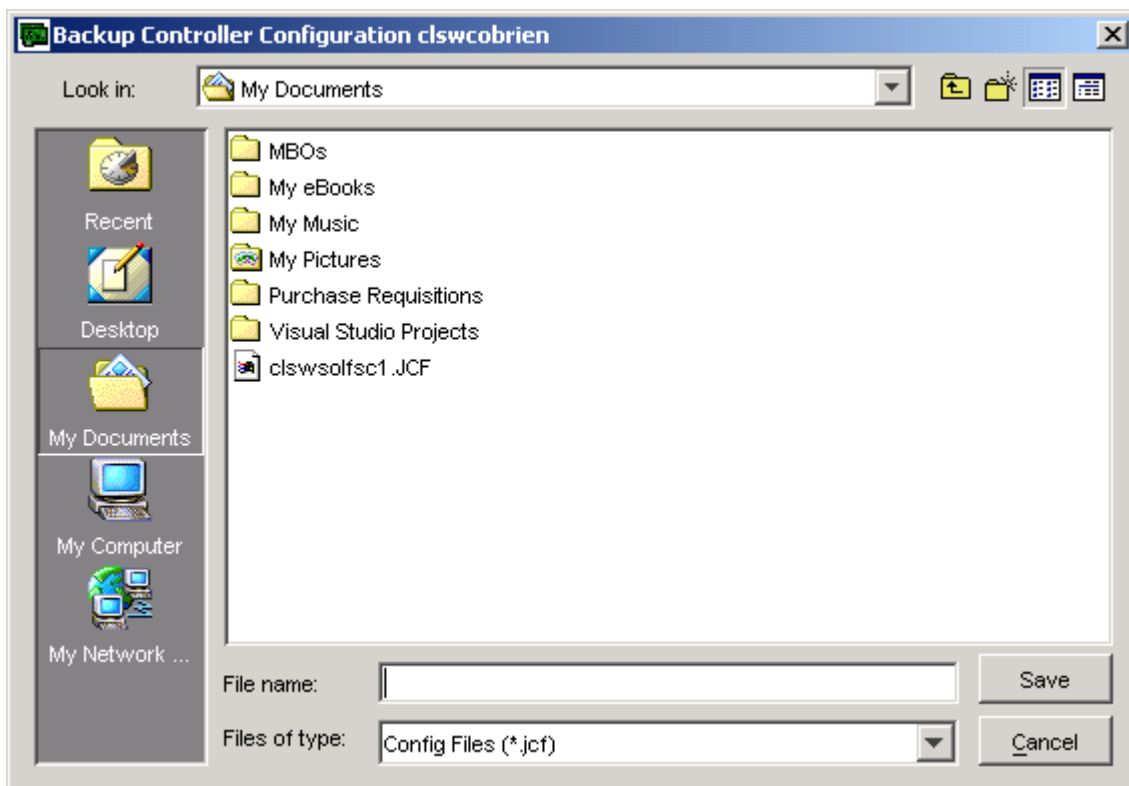 Backup Controller Configuration clswcobrien
Look in: My Documents
Recent
Desktop
My Documents
My Computer
My Network ...
MBOs
My eBooks
My Music
My Pictures
Purchase Requisitions
Visual Studio Projects
clswsolfsc1.JCF
File name: Save
Files of type: Config Files (*.jcf) Cancel